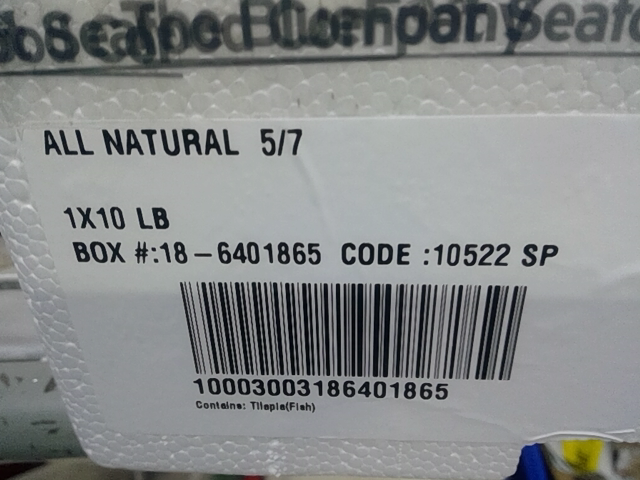 Seafood Company
ALL NATURAL 5/7
1X10 LB
BOX #:18-6401865 CODE :10522 SP
10003003186401865
Contains: Tilapia(Fish)